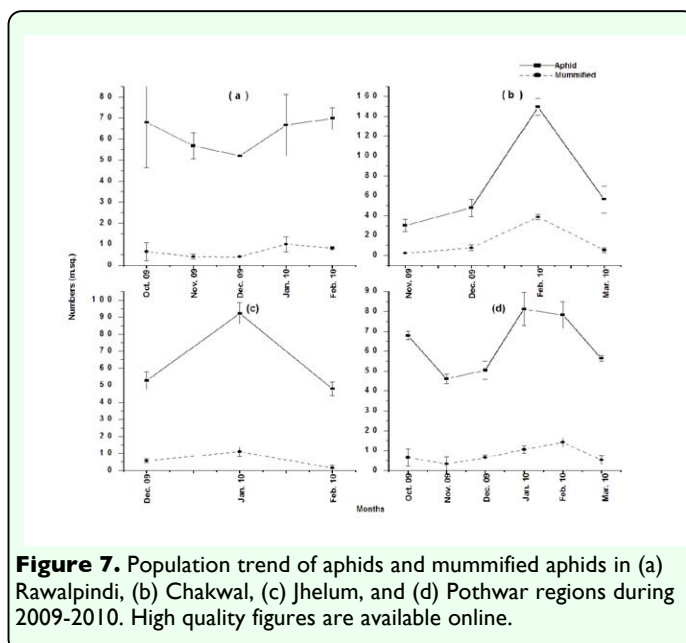 Aphid
Mummified
(a)
80
70
60
50
40
30
20
10
0
Oct. 09
Nov. 09
Dec. 09
Jan. 10
Feb. 10
(b)
160
140
120
100
80
60
40
20
0
Nov. 09
Dec. 09
Feb. 10
Mar. 10
Numbers (m.sq.)
(c)
100
90
80
70
60
50
40
30
20
10
0
Dec. 09
Jan. 10
Feb. 10
(d)
90
80
70
60
50
40
30
20
10
0
Oct. 09
Nov. 09
Dec. 09
Jan. 10
Feb. 10
Mar. 10
Months
Figure 7. Population trend of aphids and mummified aphids in (a)
Rawalpindi, (b) Chakwal, (c) Jhelum, and (d) Pothwar regions during
2009-2010. High quality figures are available online.